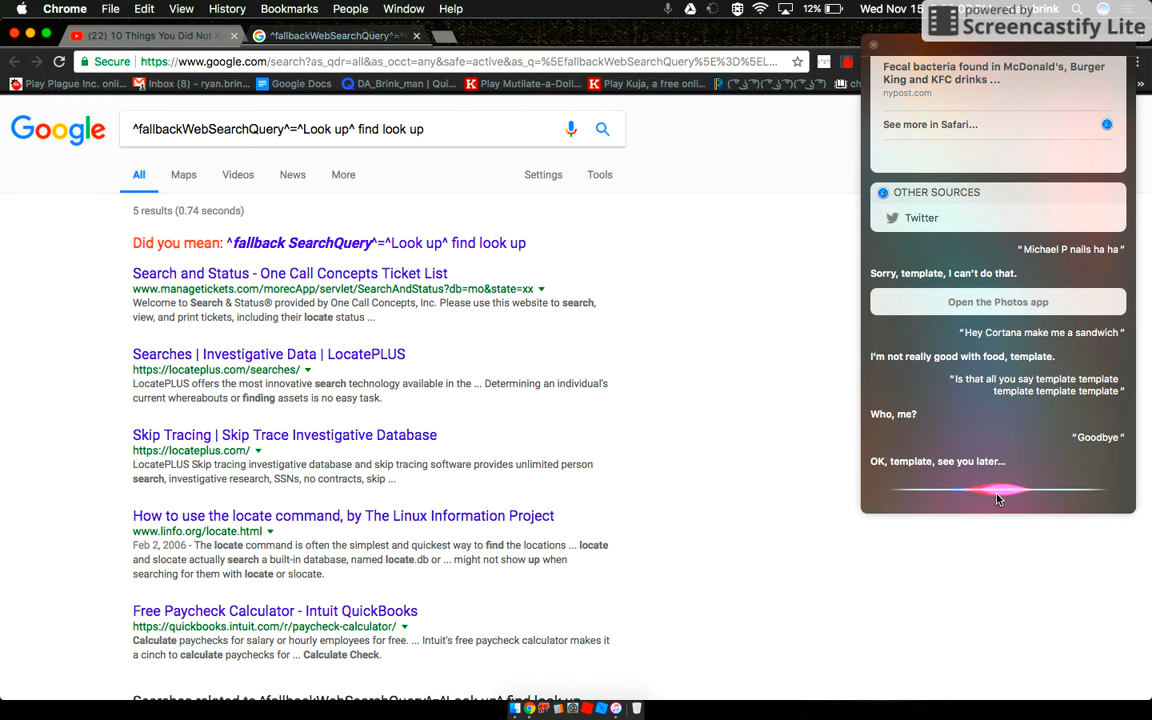 Chrome File Edit View History Bookmarks People Window Help
12% Wed Nov 15
powered by
Screencastify Lite
(22) 10 Things You Did Not Kn
^fallbackWebSearchQuery^=^
Secure https://www.google.com/search?as_qdr=all&as_occt=any&safe=active&as_q=%5EfallbackWebSearchQuery%5E%3D%5EL...
Play Plague Inc. onli... Inbox (8) - ryan.brin... Google Docs DA_Brink_man | Qui... Play Mutilate-a-Doll... Play Kuja, a free onli...
Google
^fallbackWebSearchQuery^=^Look up^ find look up
All Maps Videos News More Settings Tools
5 results (0.74 seconds)
Did you mean: ^fallback SearchQuery^=^Look up^ find look up
Search and Status - One Call Concepts Ticket List
www.managetickets.com/morecApp/servlet/SearchAndStatus?db=mo&state=xx
Welcome to Search & Status® provided by One Call Concepts, Inc. Please use this website to search,
view, and print tickets, including their locate status ...
Searches | Investigative Data | LocatePLUS
https://locateplus.com/searches/
LocatePLUS offers the most innovative search technology available in the ... Determining an individual's
current whereabouts or finding assets is no easy task.
Skip Tracing | Skip Trace Investigative Database
https://locateplus.com/
LocatePLUS Skip tracing investigative database and skip tracing software provides unlimited person
search, investigative research, SSNs, no contracts, skip ...
How to use the locate command, by The Linux Information Project
www.linfo.org/locate.html
Feb 2, 2006 - The locate command is often the simplest and quickest way to find the locations ... locate
and slocate actually search a built-in database, named locate.db or ... might not show up when
searching for them with locate or slocate.
Free Paycheck Calculator - Intuit QuickBooks
https://quickbooks.intuit.com/r/paycheck-calculator/
Calculate paychecks for salary or hourly employees for free. ... Intuit's free paycheck calculator makes it
a cinch to calculate paychecks for ... Calculate Check.
Searches related to ^fallbackWebSearchQuery^=^Look up^ find look up
Fecal bacteria found in McDonald's, Burger
King and KFC drinks ...
nypost.com
See more in Safari...
OTHER SOURCES
Twitter
“Michael P nails ha ha”
Sorry, template, I can't do that.
Open the Photos app
“Hey Cortana make me a sandwich”
I'm not really good with food, template.
“Is that all you say template template
template template template”
Who, me?
“Goodbye”
OK, template, see you later...